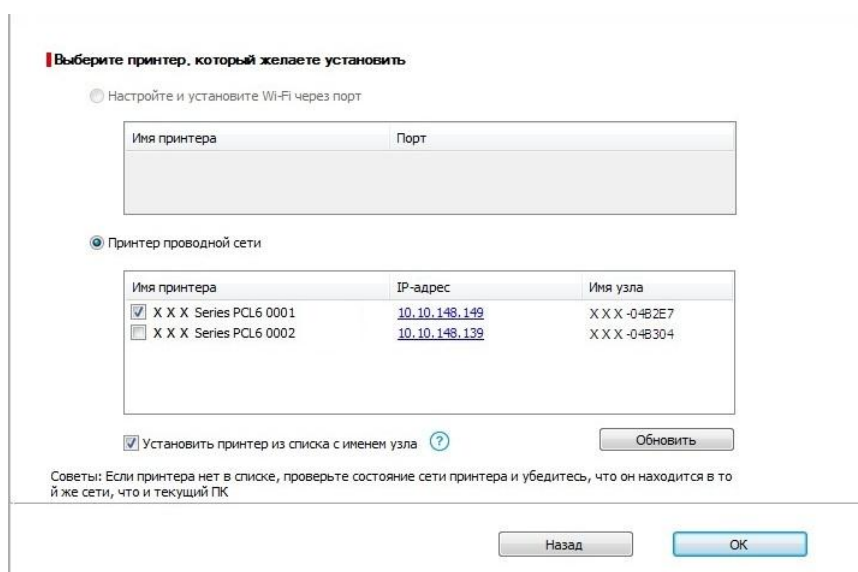 Выберите принтер, который желаете установить
Настройте и установите Wi-Fi через порт
Имя принтера Порт
Принтер проводной сети
Имя принтера IP-адрес Имя узла
X X X Series PCL6 0001 10.10.148.149 X X X -04B2E7
X X X Series PCL6 0002 10.10.148.139 X X X -04B304
Установить принтер из списка с именем узла ? Обновить
Советы: Если принтера нет в списке, проверьте состояние сети принтера и убедитесь, что он находится в то
й же сети, что и текущий ПК
Назад OK